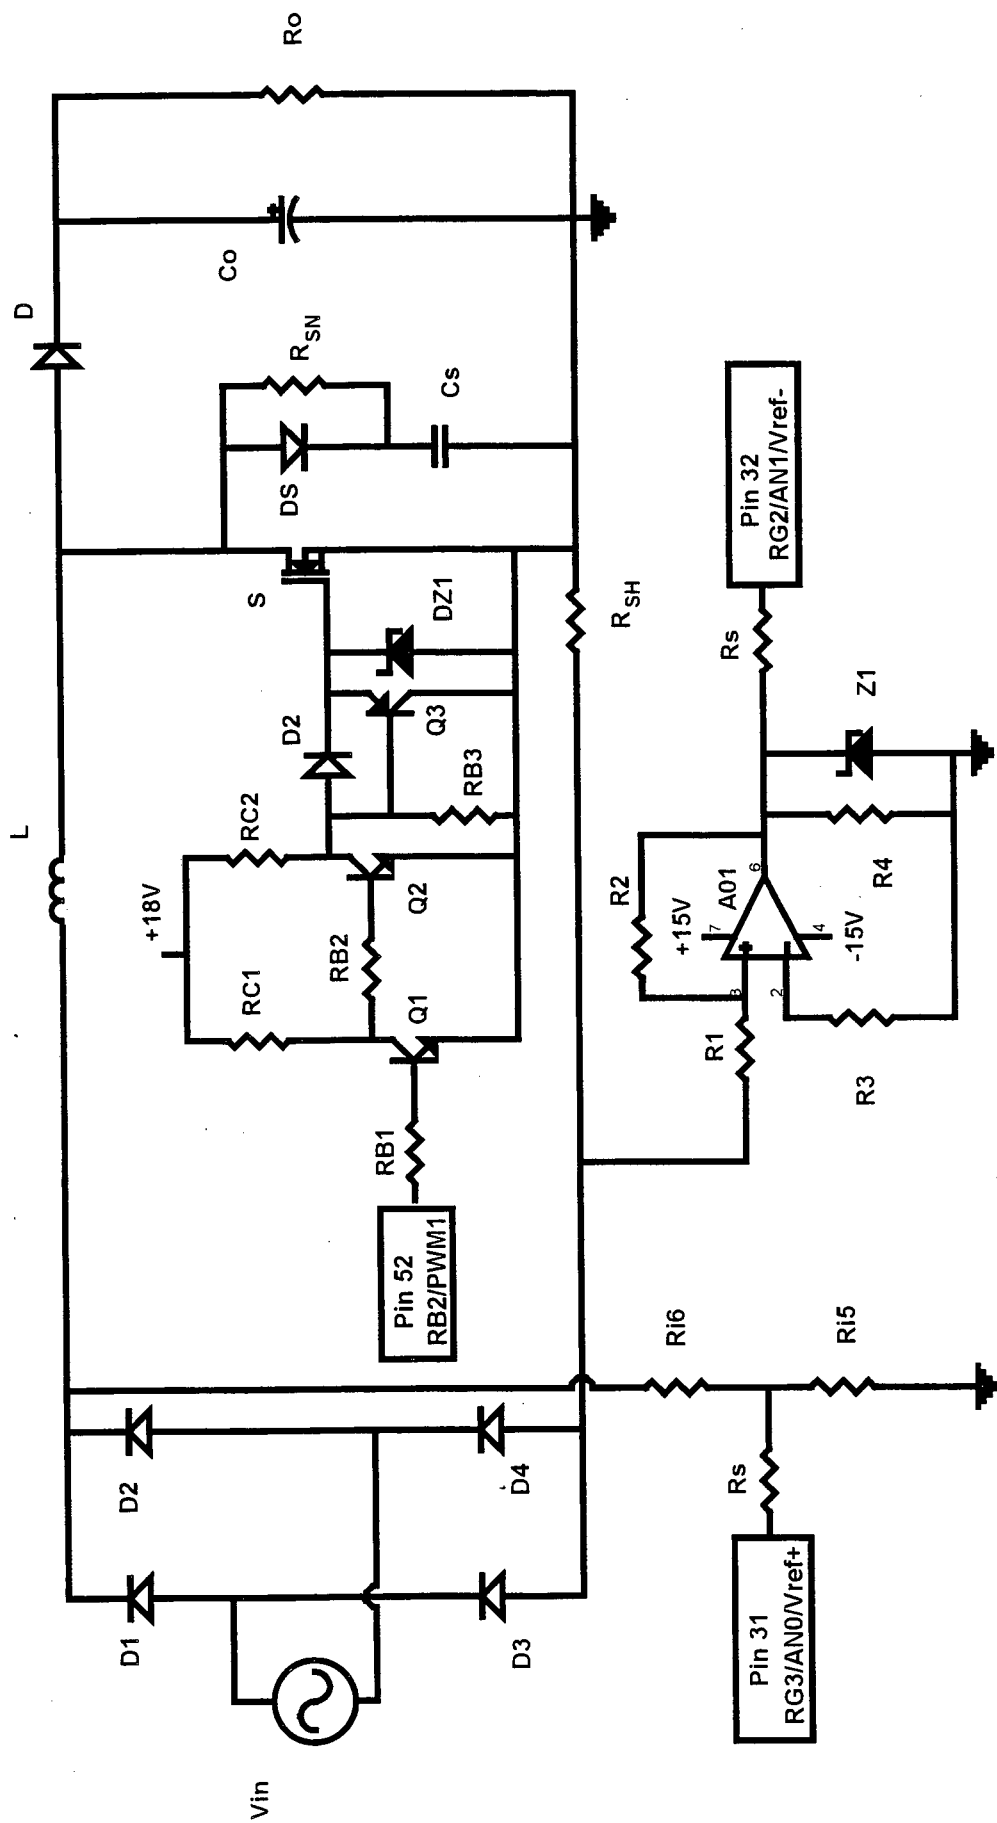 L
D
Ro
Co
R SN
DS
Cs
S
DZ1
D2
Q3
RB3
RC2
+18V
RC1
RB2
Q2
Q1
RB1
Pin 52
RB2/PWM1
D1
D2
D3
D4
Vin
R SH
Ri6
Ri5
Rs
Pin 31
RG3/AN0/Vref+
R1
R2
R3
R4
+15V
-15V
A01
7
6
4
3
2
Z1
Rs
Pin 32
RG2/AN1/Vref-